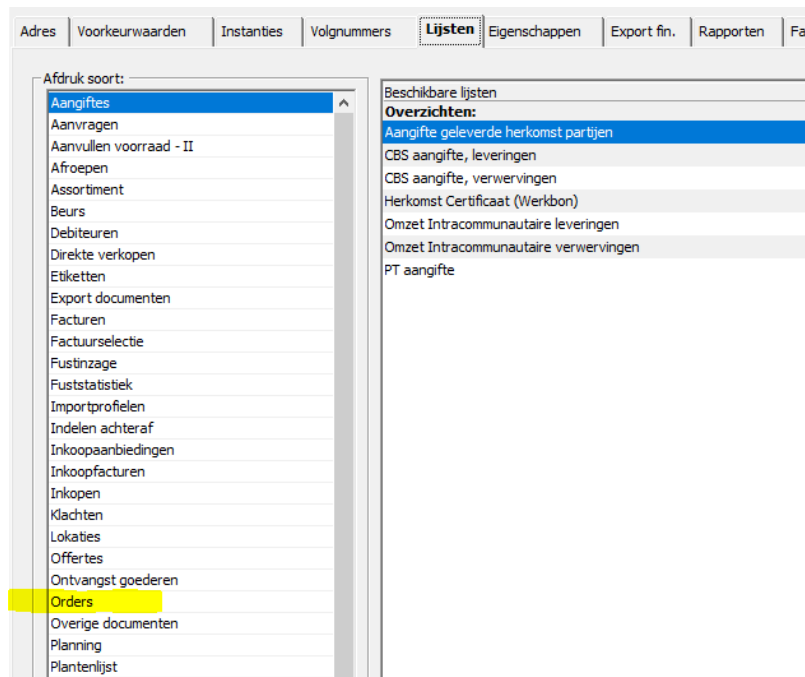 Adres Voorkeurwaarden Instanties Volgnummers Lijsten Eigenschappen Export fin. Rapporten Fa
Afdruk soort:
Aangiftes
Aanvragen
Aanvullen voorraad - II
Afroepen
Assortiment
Beurs
Debiteuren
Direkte verkopen
Etiketten
Export documenten
Facturen
Factuurselectie
Fustinzage
Fuststatistiek
Importprofielen
Indelen achteraf
Inkoopaanbiedingen
Inkoopfacturen
Inkopen
Klachten
Lokaties
Offertes
Ontvangst goederen
Orders
Overige documenten
Planning
Plantenlijst
Beschikbare lijsten
Overzichten:
Aangifte geleverde herkomst partijen
CBS aangifte, leveringen
CBS aangifte, verwervingen
Herkomst Certificaat (Werkbon)
Omzet Intracommunautaire leveringen
Omzet Intracommunautaire verwervingen
PT aangifte